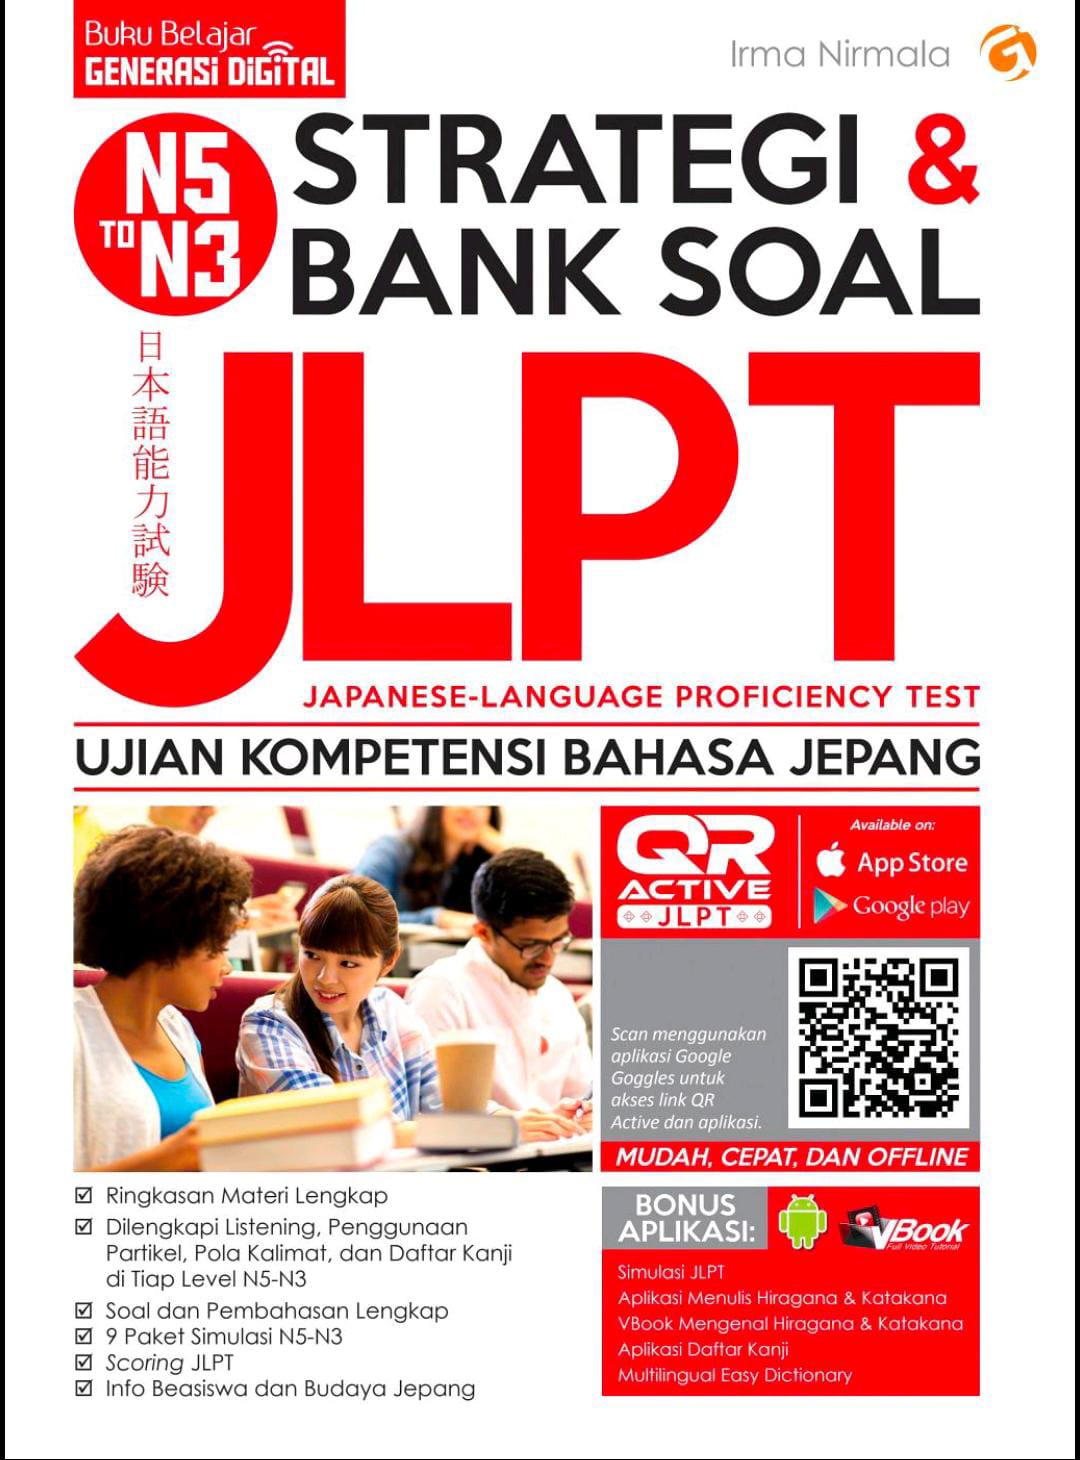 Buku Belajar
GENERASI DIGITAL
Irma Nirmala
N5
TO N3
STRATEGI &
BANK SOAL
日本語能力試験
JLPT
JAPANESE-LANGUAGE PROFICIENCY TEST
UJIAN KOMPETENSI BAHASA JEPANG
QR
ACTIVE
JLPT
Available on:
App Store
Google play
Scan menggunakan
aplikasi Google
Goggles untuk
akses link QR
Active dan aplikasi.
MUDAH, CEPAT, DAN OFFLINE
Ringkasan Materi Lengkap
Dilengkapi Listening, Penggunaan
Partikel, Pola Kalimat, dan Daftar Kanji
di Tiap Level N5-N3
Soal dan Pembahasan Lengkap
9 Paket Simulasi N5-N3
Scoring JLPT
Info Beasiswa dan Budaya Jepang
BONUS
APLIKASI:
VBook
Full Video Tutorial
Simulasi JLPT
Aplikasi Menulis Hiragana & Katakana
VBook Mengenal Hiragana & Katakana
Aplikasi Daftar Kanji
Multilingual Easy Dictionary